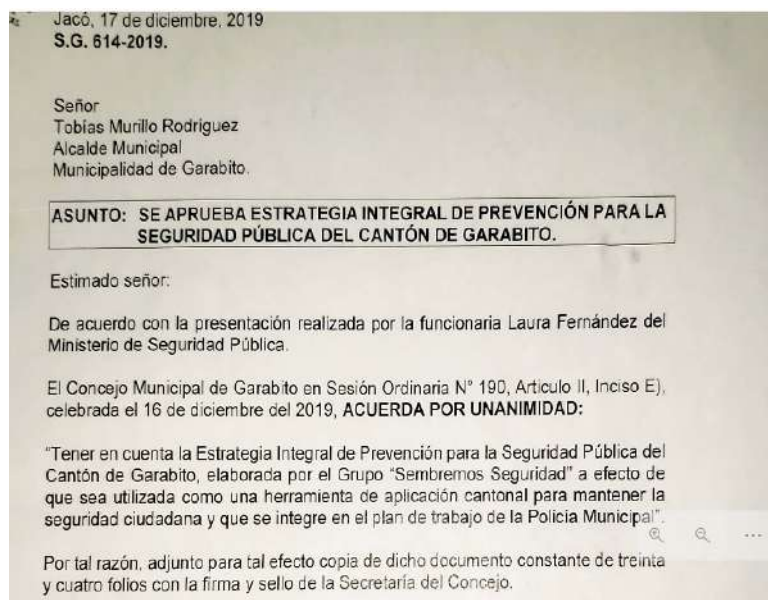 Jacó, 17 de diciembre, 2019
S.G. 614-2019.
Señor
Tobías Murillo Rodriguez
Alcalde Municipal
Municipalidad de Garabito.
ASUNTO: SE APRUEBA ESTRATEGIA INTEGRAL DE PREVENCIÓN PARA LA
SEGURIDAD PÚBLICA DEL CANTÓN DE GARABITO.
Estimado señor:
De acuerdo con la presentación realizada por la funcionaria Laura Fernández del
Ministerio de Seguridad Pública.
El Concejo Municipal de Garabito en Sesión Ordinaria N° 190, Articulo II, Inciso E),
celebrada el 16 de diciembre del 2019, ACUERDA POR UNANIMIDAD:
“Tener en cuenta la Estrategia Integral de Prevención para la Seguridad Pública del
Cantón de Garabito, elaborada por el Grupo “Sembremos Seguridad” a efecto de
que sea utilizada como una herramienta de aplicación cantonal para mantener la
seguridad ciudadana y que se integre en el plan de trabajo de la Policía Municipal”.
Por tal razón, adjunto para tal efecto copia de dicho documento constante de treinta
y cuatro folios con la firma y sello de la Secretaría del Concejo.